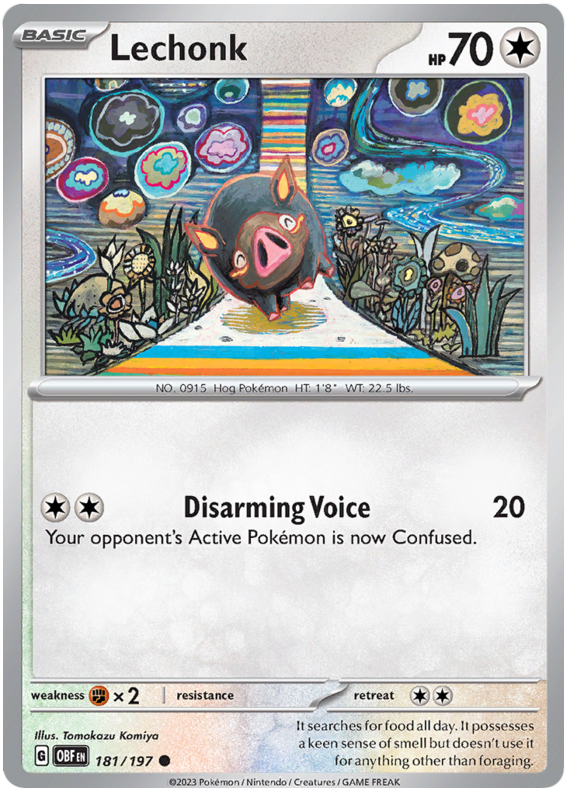 BASIC
Lechonk
HP 70
NO. 0915 Hog Pokémon HT: 1'8" WT: 22.5 lbs.
Disarming Voice 20
Your opponent's Active Pokémon is now Confused.
weakness ×2 resistance retreat
Illus. Tomokazu Komiya
It searches for food all day. It possesses
a keen sense of smell but doesn't use it
for anything other than foraging.
G OBF EN 181/197
©2023 Pokémon / Nintendo / Creatures / GAME FREAK